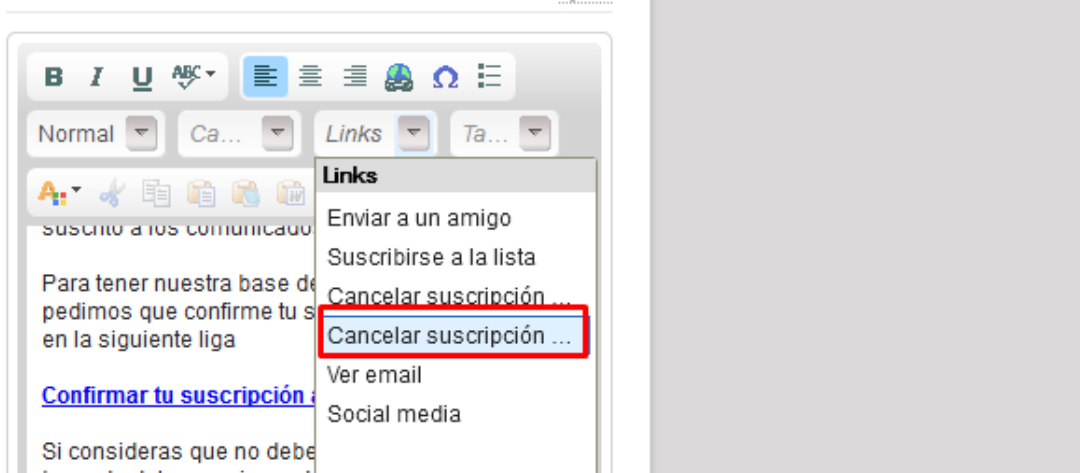 B I U ABC Ω
Normal Ca... Links Ta...
A
Links
Enviar a un amigo
Suscribirse a la lista
Cancelar suscripción ...
Cancelar suscripción ...
Ver email
Social media
suscrito a los comunicado
Para tener nuestra base de
pedimos que confirme tu s
en la siguiente liga
Confirmar tu suscripción a
Si consideras que no debe